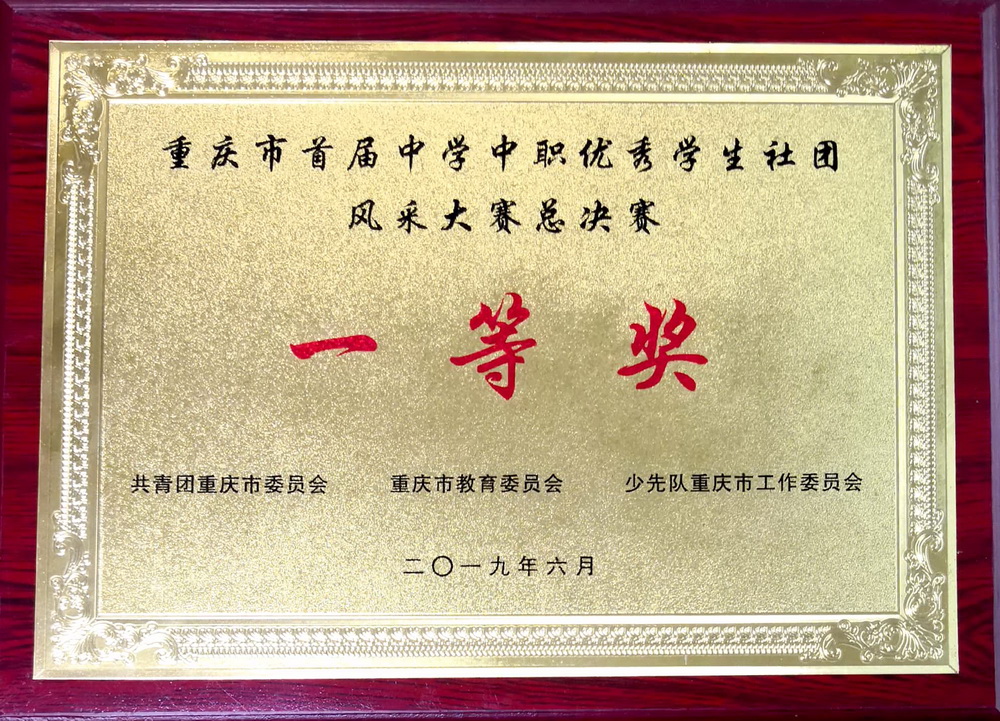 重庆市首届中学中职优秀学生社团
风采大赛总决赛
一等奖
共青团重庆市委员会 重庆市教育委员会 少先队重庆市工作委员会
二〇一九年六月